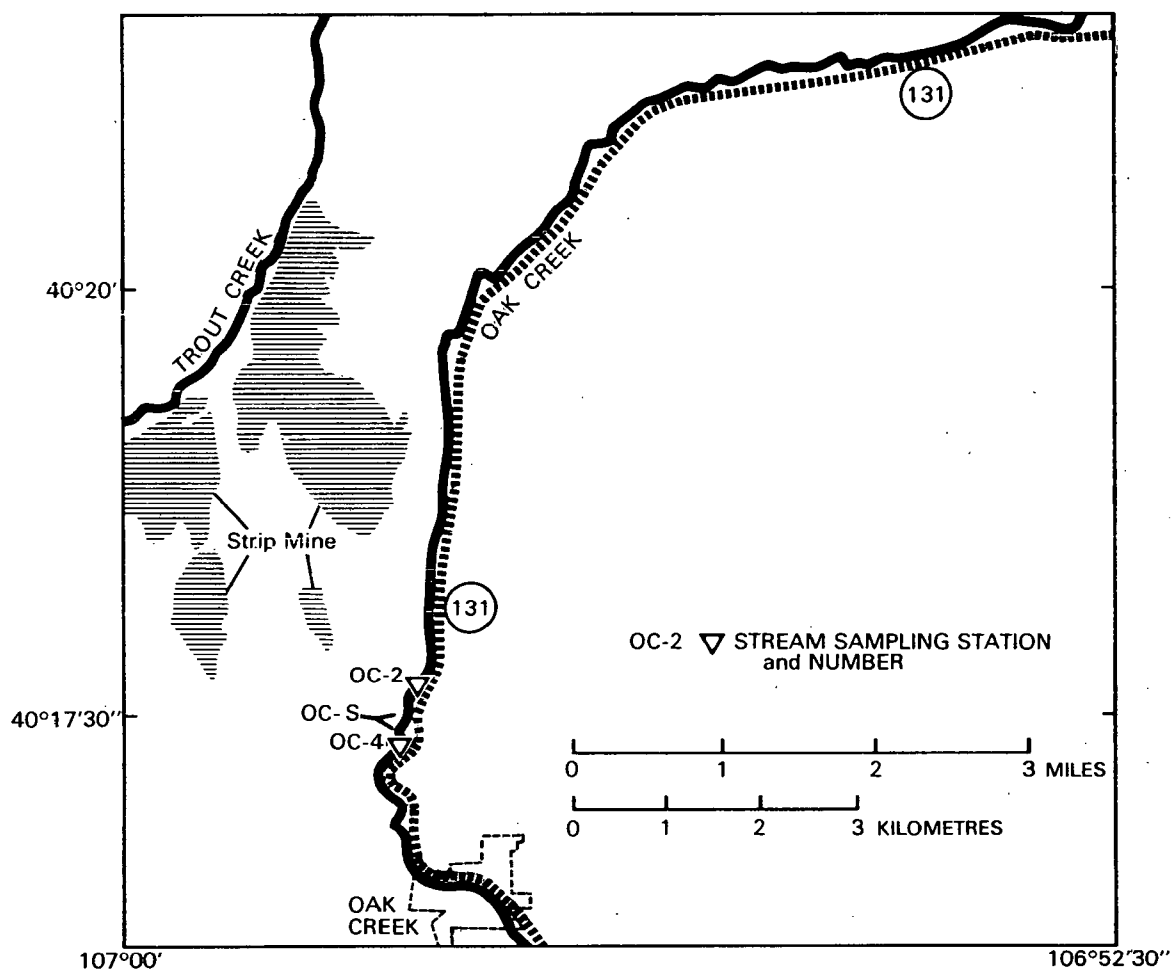 131
TROUT CREEK
40°20'
OAK CREEK
Strip Mine
131
OC-2 ▽ STREAM SAMPLING STATION
and NUMBER
OC-2
OC-S
40°17'30"
OC-4
0 1 2 3 MILES
0 1 2 3 KILOMETRES
OAK
CREEK
107°00'
106°52'30"